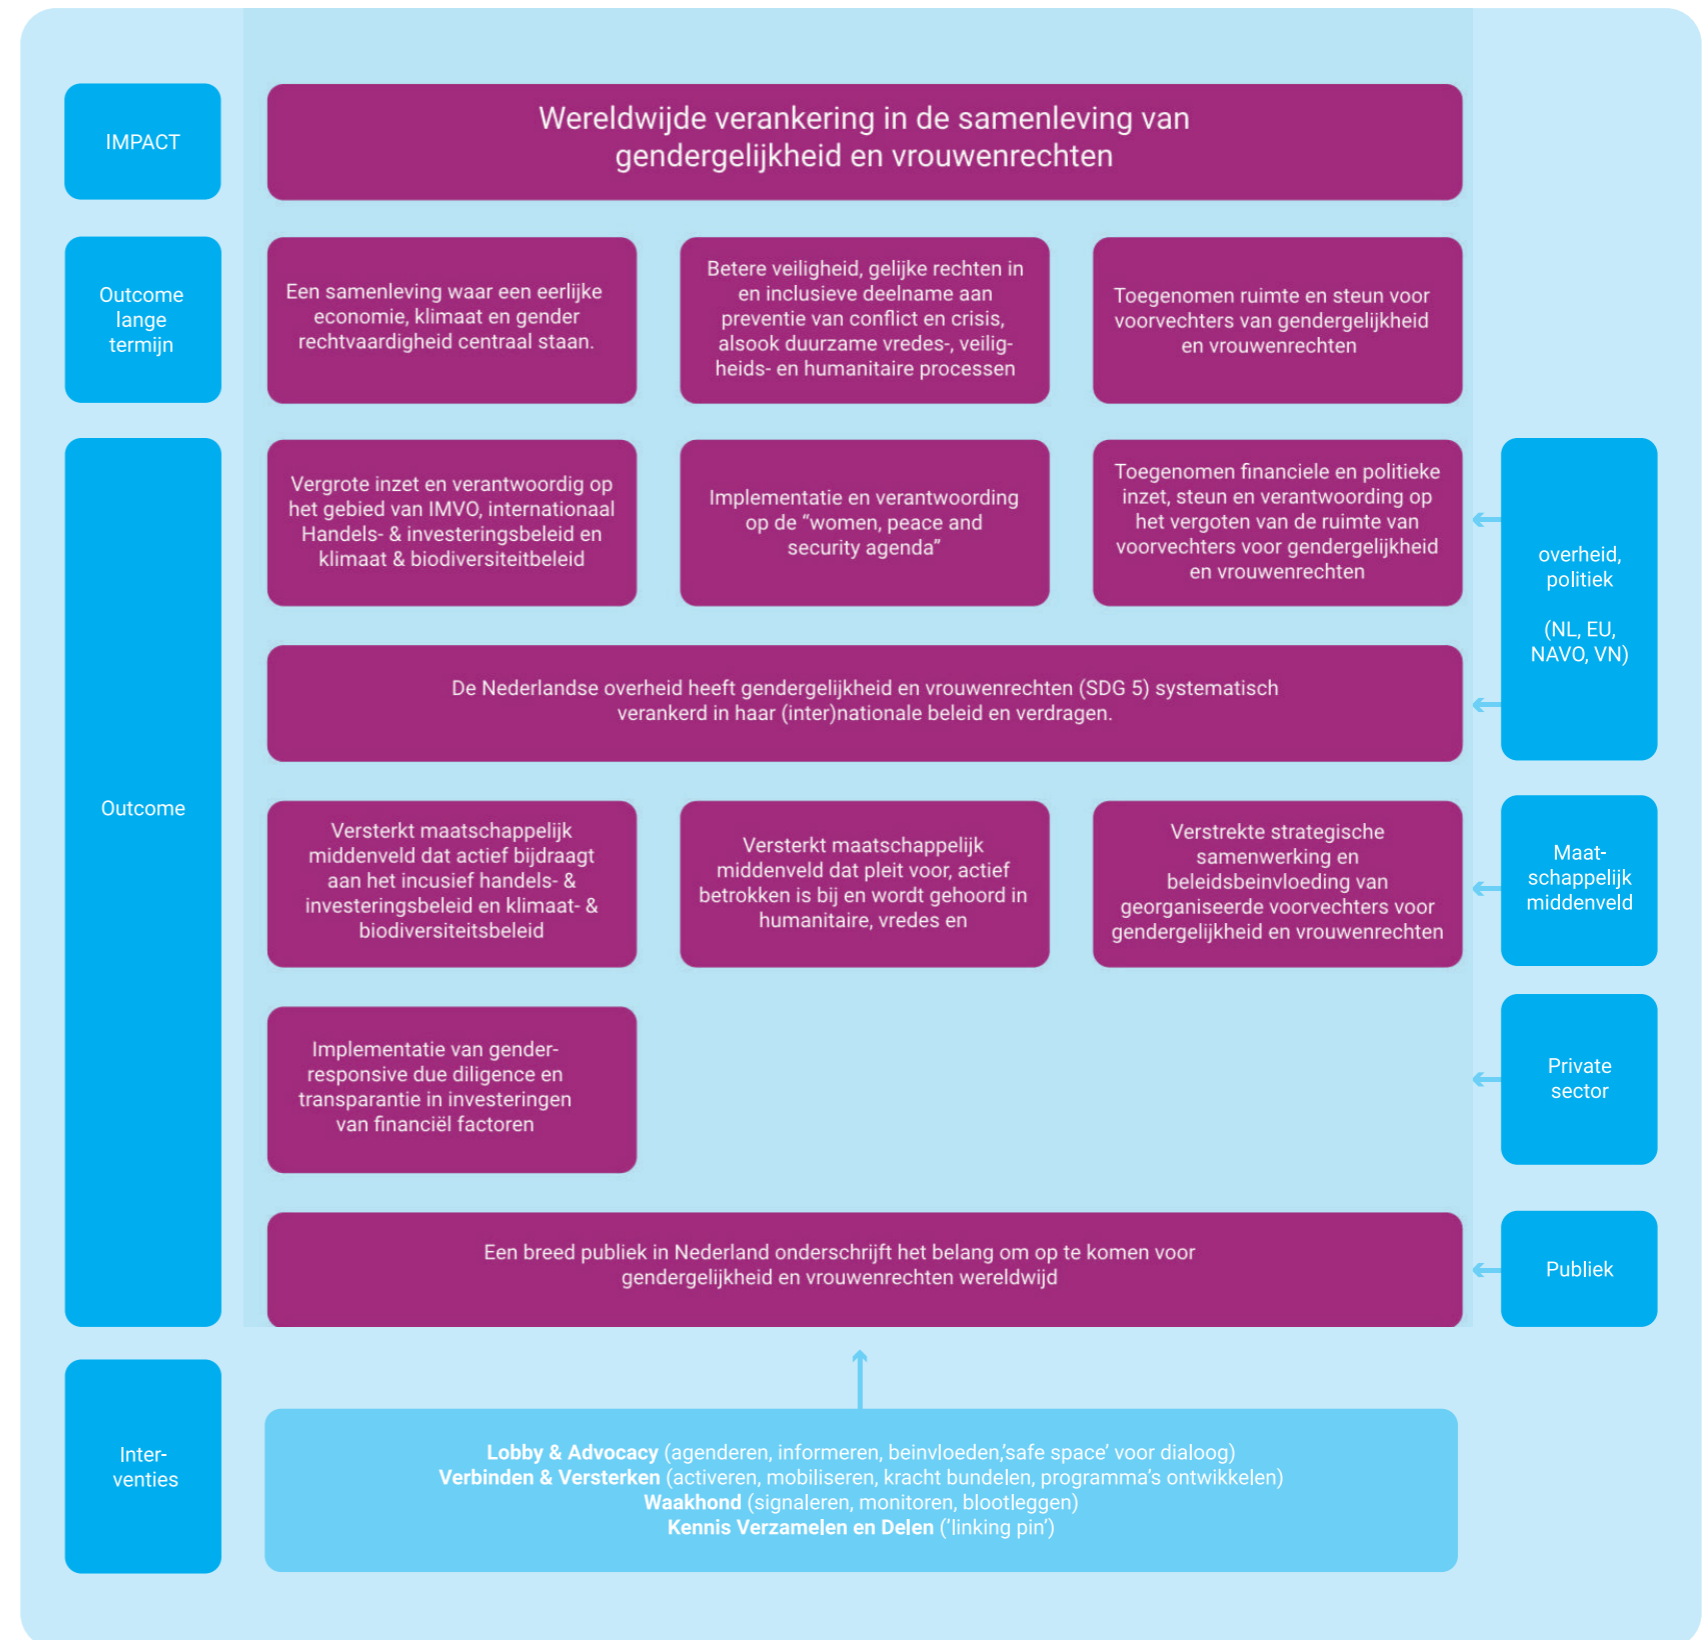 IMPACT
Wereldwijde verankering in de samenleving van
gendergelijkheid en vrouwenrechten
Outcome
lange
termijn
Een samenleving waar een eerlijke
economie, klimaat en gender
rechtvaardigheid centraal staan.
Betere veiligheid, gelijke rechten in
en inclusieve deelname aan
preventie van conflict en crisis,
alsook duurzame vredes-, veilig-
heids- en humanitaire processen
Toegenomen ruimte en steun voor
voorvechters van gendergelijkheid
en vrouwenrechten
Outcome
Vergrote inzet en verantwoordig op
het gebied van IMVO, internationaal
Handels- & investeringsbeleid en
klimaat & biodiversiteitbeleid
Implementatie en verantwoording
op de “women, peace and
security agenda”
Toegenomen financiele en politieke
inzet, steun en verantwoording op
het vergoten van de ruimte van
voorvechters voor gendergelijkheid
en vrouwenrechten
overheid,
politiek
(NL, EU,
NAVO, VN)
De Nederlandse overheid heeft gendergelijkheid en vrouwenrechten (SDG 5) systematisch
verankerd in haar (inter)nationale beleid en verdragen.
Versterkt maatschappelijk
middenveld dat actief bijdraagt
aan het incusief handels- &
investeringsbeleid en klimaat- &
biodiversiteitsbeleid
Versterkt maatschappelijk
middenveld dat pleit voor, actief
betrokken is bij en wordt gehoord in
humanitaire, vredes en
Verstrekte strategische
samenwerking en
beleidsbeinvloeding van
georganiseerde voorvechters voor
gendergelijkheid en vrouwenrechten
Maat-
schappelijk
middenveld
Implementatie van gender-
responsive due diligence en
transparantie in investeringen
van financiël factoren
Private
sector
Een breed publiek in Nederland onderschrijft het belang om op te komen voor
gendergelijkheid en vrouwenrechten wereldwijd
Publiek
Inter-
venties
Lobby & Advocacy (agenderen, informeren, beinvloeden,’safe space’ voor dialoog)
Verbinden & Versterken (activeren, mobiliseren, kracht bundelen, programma’s ontwikkelen)
Waakhond (signaleren, monitoren, blootleggen)
Kennis Verzamelen en Delen (’linking pin’)